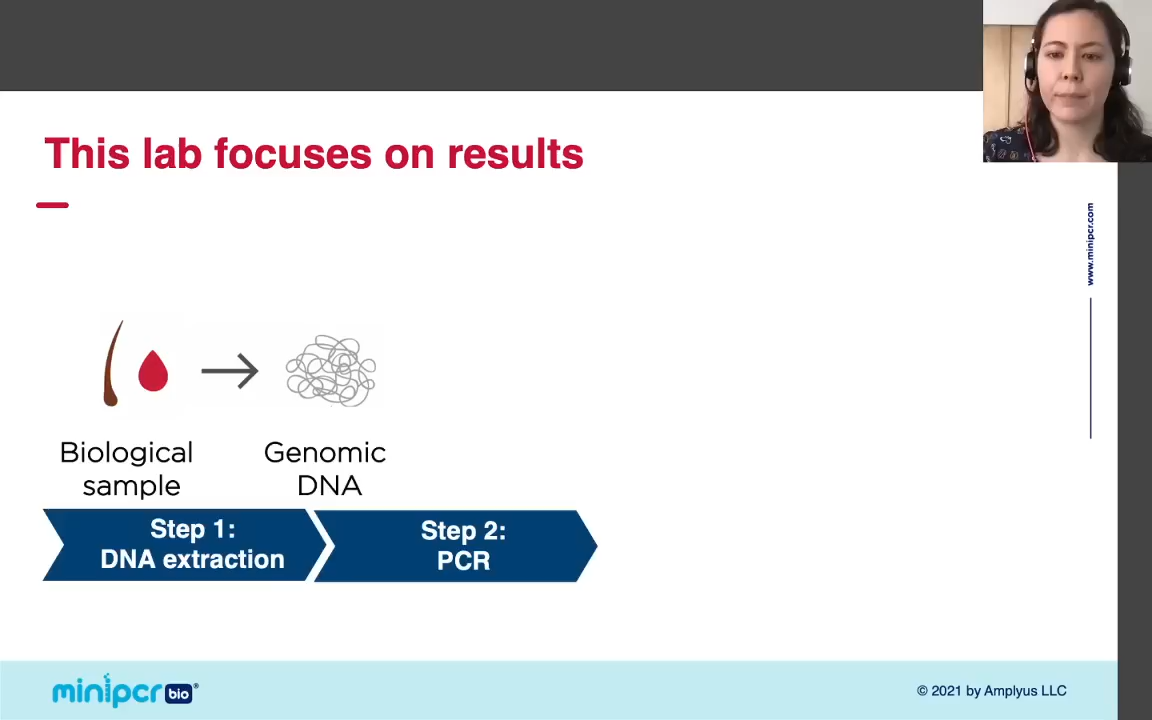 This lab focuses on results
www.minipcr.com
Biological
sample
Genomic
DNA
Step 1:
DNA extraction
Step 2:
PCR
minipcr bio®
© 2021 by Amplyus LLC